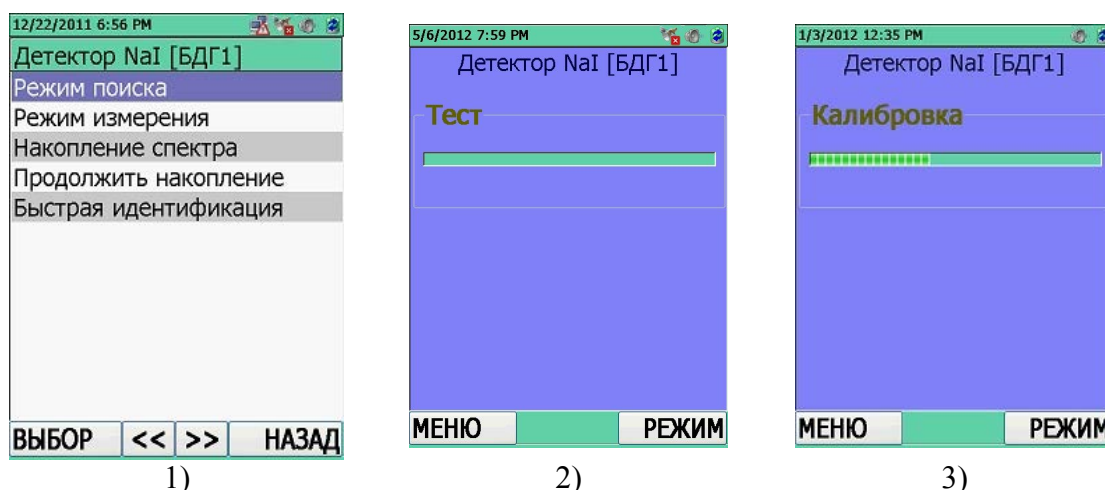 12/22/2011 6:56 PM
Детектор NaI [БДГ1]
Режим поиска
Режим измерения
Накопление спектра
Продолжить накопление
Быстрая идентификация
ВЫБОР << >> НАЗАД
1)
5/6/2012 7:59 PM
Детектор NaI [БДГ1]
Тест
МЕНЮ РЕЖИМ
2)
1/3/2012 12:35 PM
Детектор NaI [БДГ1]
Калибровка
МЕНЮ РЕЖИМ
3)